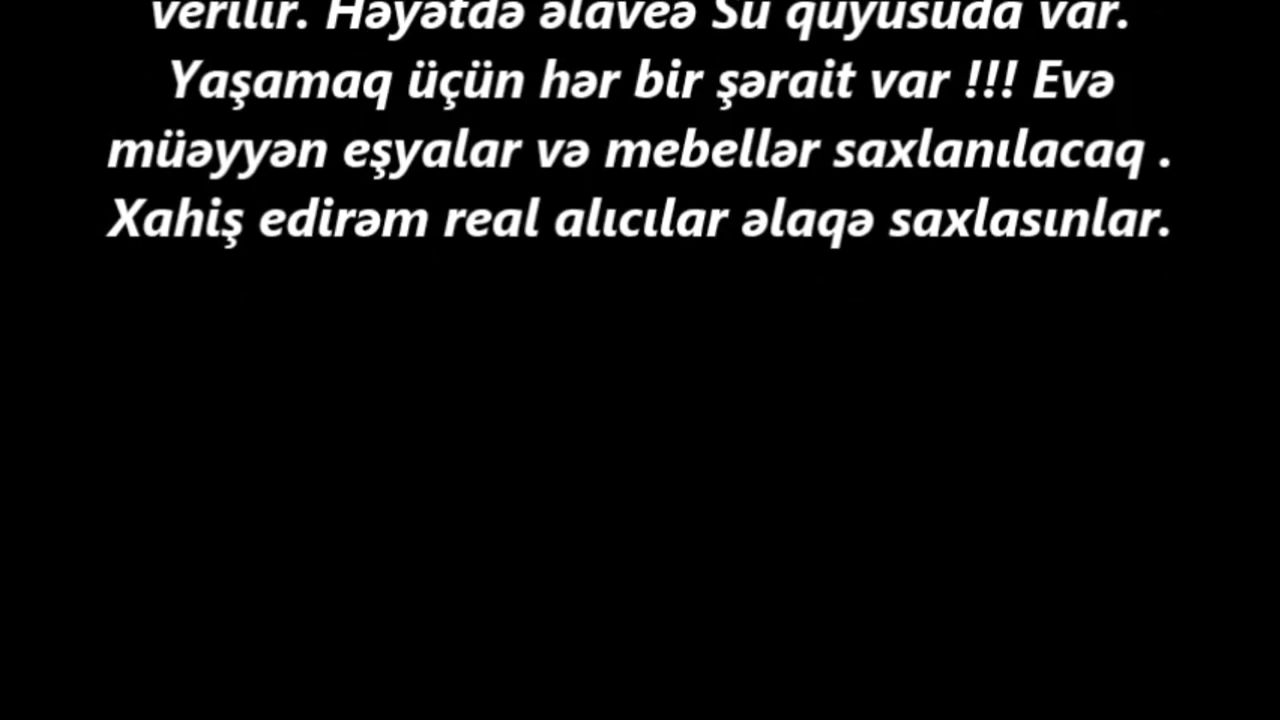 verilir. Həyətdə əlaveə Su quyusuda var.
Yaşamaq üçün hər bir şərait var !!! Evə
müəyyən eşyalar və mebellər saxlanılacaq .
Xahiş edirəm real alıcılar əlaqə saxlasınlar.